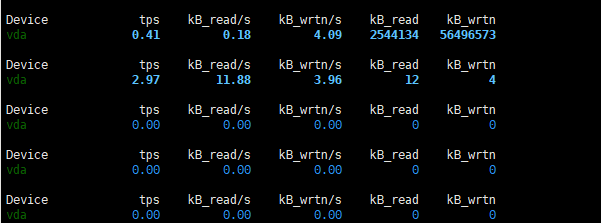 Device tps kB_read/s kB_wrtn/s kB_read kB_wrtn
vda 0.41 0.18 4.09 2544134 56496573
Device tps kB_read/s kB_wrtn/s kB_read kB_wrtn
vda 2.97 11.88 3.96 12 4
Device tps kB_read/s kB_wrtn/s kB_read kB_wrtn
vda 0.00 0.00 0.00 0 0
Device tps kB_read/s kB_wrtn/s kB_read kB_wrtn
vda 0.00 0.00 0.00 0 0
Device tps kB_read/s kB_wrtn/s kB_read kB_wrtn
vda 0.00 0.00 0.00 0 0